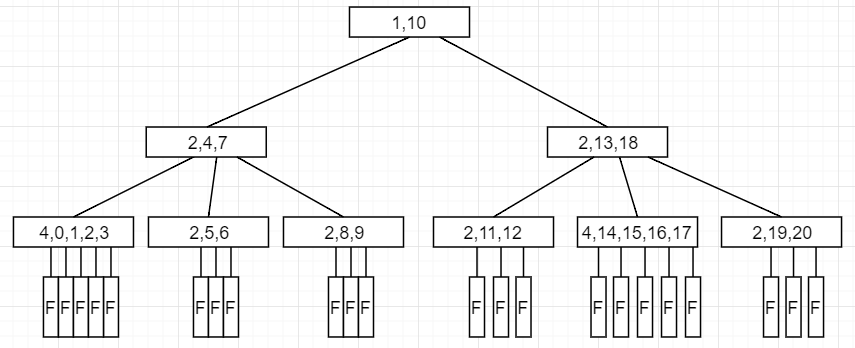 1,10
2,4,7
2,13,18
4,0,1,2,3
2,5,6
2,8,9
2,11,12
4,14,15,16,17
2,19,20
F F F F F
F F F
F F F
F F F
F F F F F
F F F